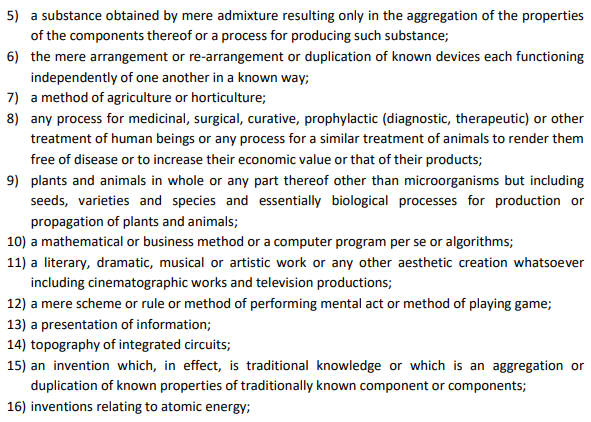 5) a substance obtained by mere admixture resulting only in the aggregation of the properties
of the components thereof or a process for producing such substance;
6) the mere arrangement or re-arrangement or duplication of known devices each functioning
independently of one another in a known way;
7) a method of agriculture or horticulture;
8) any process for medicinal, surgical, curative, prophylactic (diagnostic, therapeutic) or other
treatment of human beings or any process for a similar treatment of animals to render them
free of disease or to increase their economic value or that of their products;
9) plants and animals in whole or any part thereof other than microorganisms but including
seeds, varieties and species and essentially biological processes for production or
propagation of plants and animals;
10) a mathematical or business method or a computer program per se or algorithms;
11) a literary, dramatic, musical or artistic work or any other aesthetic creation whatsoever
including cinematographic works and television productions;
12) a mere scheme or rule or method of performing mental act or method of playing game;
13) a presentation of information;
14) topography of integrated circuits;
15) an invention which, in effect, is traditional knowledge or which is an aggregation or
duplication of known properties of traditionally known component or components;
16) inventions relating to atomic energy;